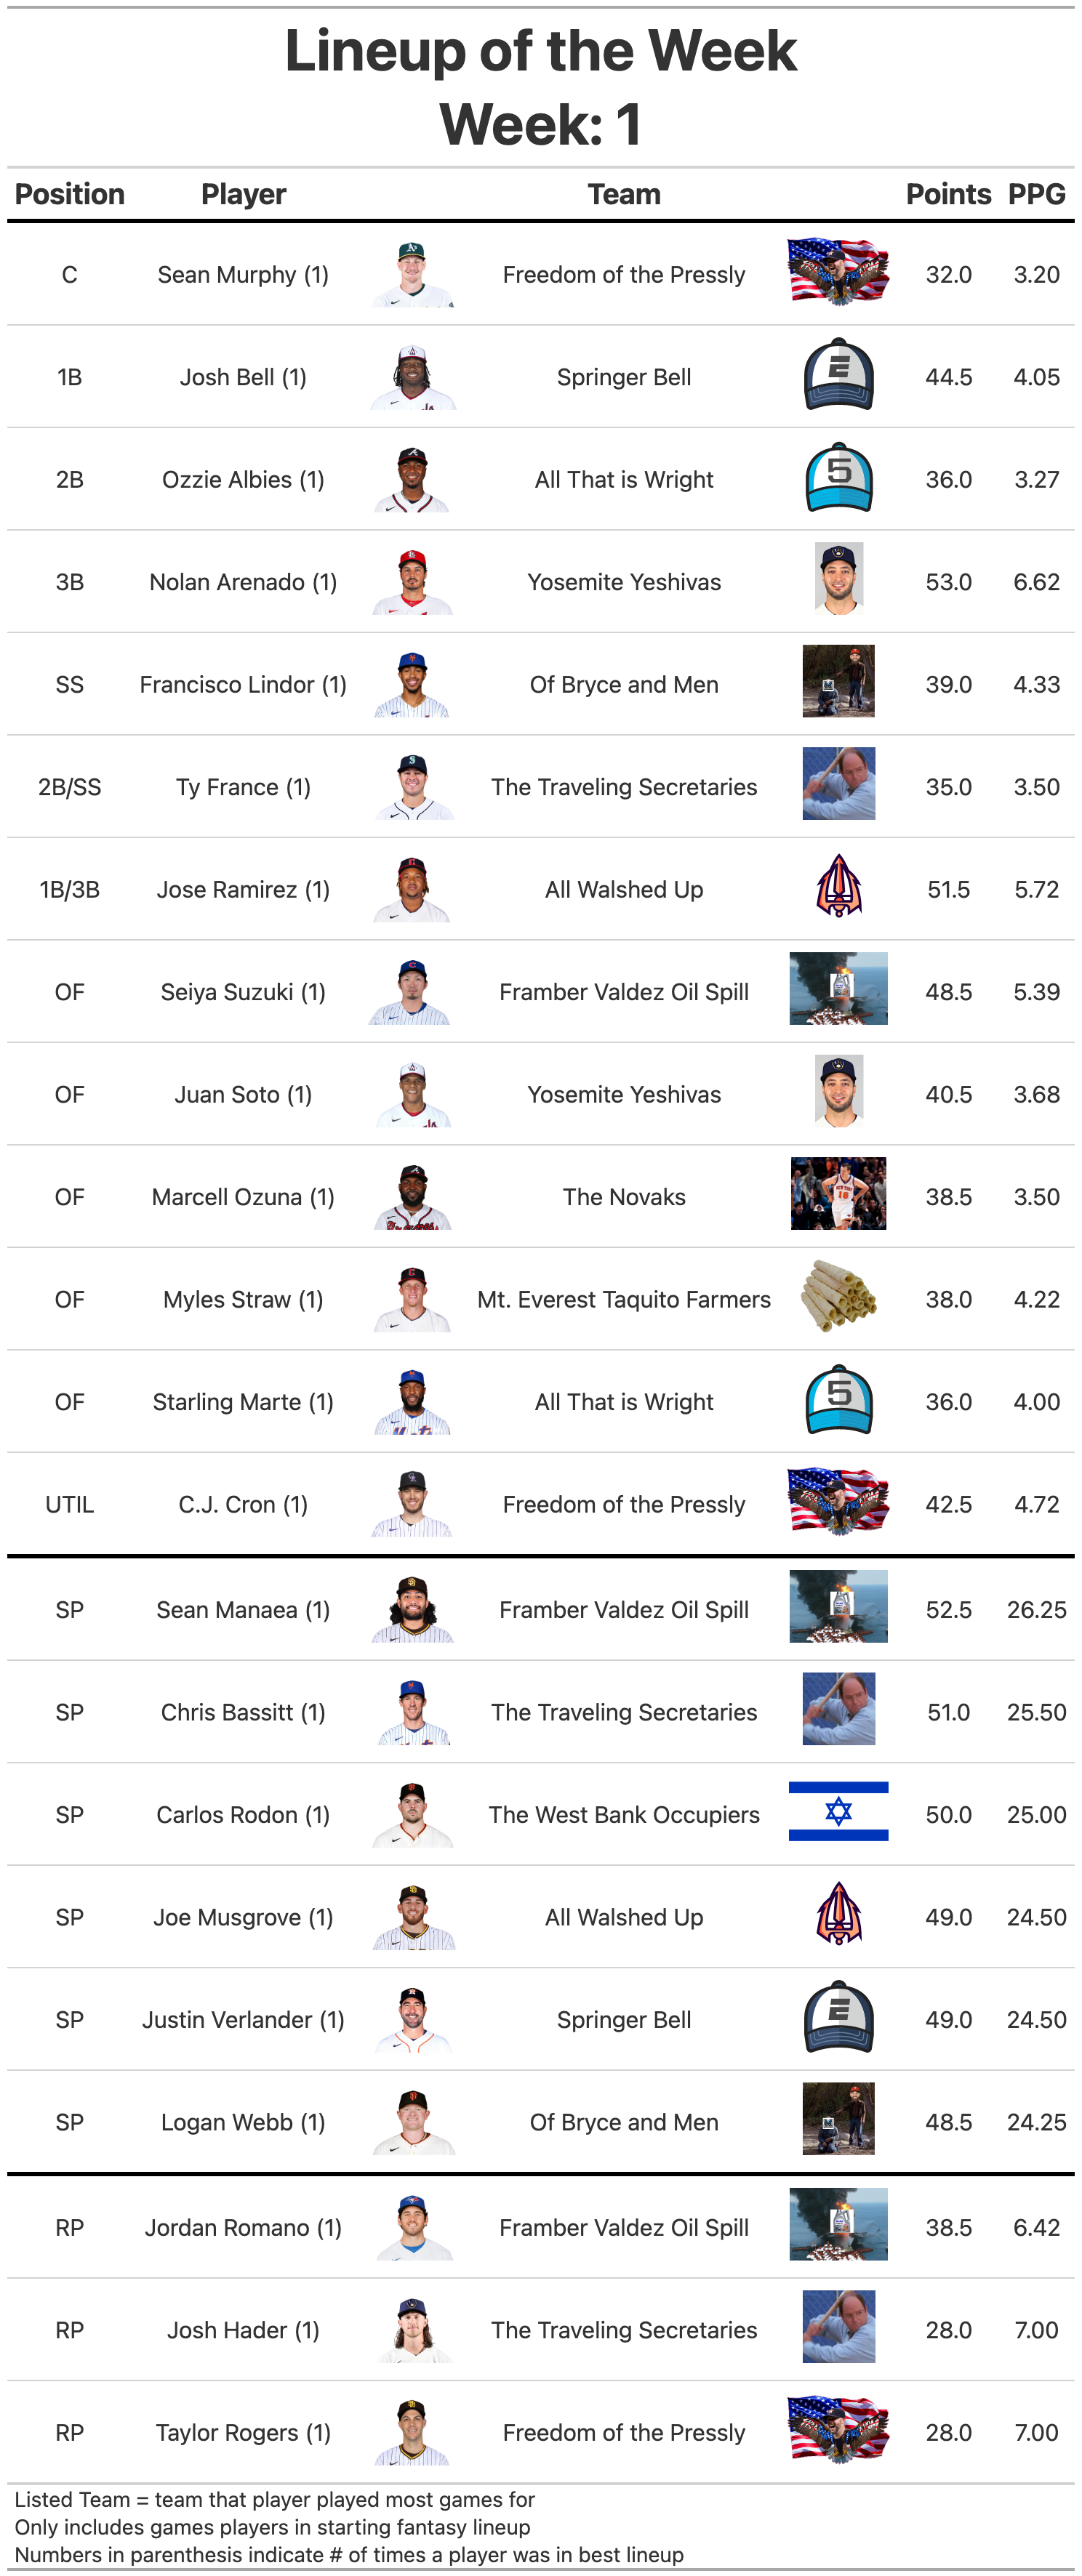 Lineup of the Week
Week: 1
Position Player Team Points PPG
C Sean Murphy (1) Freedom of the Pressly 32.0 3.20
1B Josh Bell (1) Springer Bell 44.5 4.05
2B Ozzie Albies (1) All That is Wright 5 36.0 3.27
3B Nolan Arenado (1) Yosemite Yeshivas 53.0 6.62
SS Francisco Lindor (1) Of Bryce and Men 39.0 4.33
2B/SS Ty France (1) The Traveling Secretaries 35.0 3.50
1B/3B Jose Ramirez (1) All Walshed Up 51.5 5.72
OF Seiya Suzuki (1) Framber Valdez Oil Spill 48.5 5.39
OF Juan Soto (1) Yosemite Yeshivas 40.5 3.68
OF Marcell Ozuna (1) The Novaks 38.5 3.50
OF Myles Straw (1) Mt. Everest Taquito Farmers 38.0 4.22
OF Starling Marte (1) All That is Wright 5 36.0 4.00
UTIL C.J. Cron (1) Freedom of the Pressly 42.5 4.72
SP Sean Manaea (1) Framber Valdez Oil Spill 52.5 26.25
SP Chris Bassitt (1) The Traveling Secretaries 51.0 25.50
SP Carlos Rodon (1) The West Bank Occupiers 50.0 25.00
SP Joe Musgrove (1) All Walshed Up 49.0 24.50
SP Justin Verlander (1) Springer Bell 49.0 24.50
SP Logan Webb (1) Of Bryce and Men 48.5 24.25
RP Jordan Romano (1) Framber Valdez Oil Spill 38.5 6.42
RP Josh Hader (1) The Traveling Secretaries 28.0 7.00
RP Taylor Rogers (1) Freedom of the Pressly 28.0 7.00
Listed Team = team that player played most games for
Only includes games players in starting fantasy lineup
Numbers in parenthesis indicate # of times a player was in best lineup